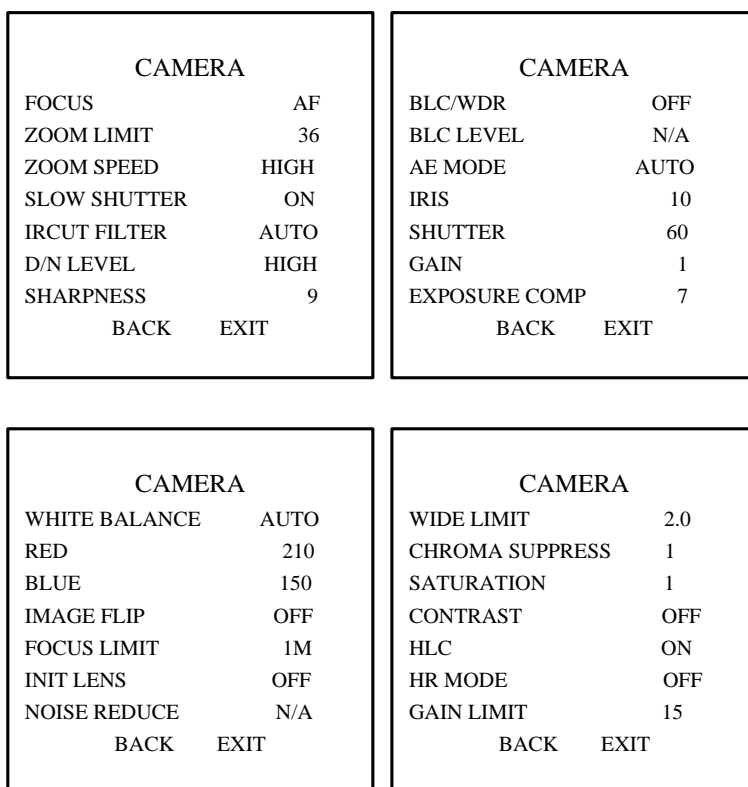 CAMERA
FOCUS AF
ZOOM LIMIT 36
ZOOM SPEED HIGH
SLOW SHUTTER ON
IRCUT FILTER AUTO
D/N LEVEL HIGH
SHARPNESS 9
BACK EXIT
CAMERA
BLC/WDR OFF
BLC LEVEL N/A
AE MODE AUTO
IRIS 10
SHUTTER 60
GAIN 1
EXPOSURE COMP 7
BACK EXIT
CAMERA
WHITE BALANCE AUTO
RED 210
BLUE 150
IMAGE FLIP OFF
FOCUS LIMIT 1M
INIT LENS OFF
NOISE REDUCE N/A
BACK EXIT
CAMERA
WIDE LIMIT 2.0
CHROMA SUPPRESS 1
SATURATION 1
CONTRAST OFF
HLC ON
HR MODE OFF
GAIN LIMIT 15
BACK EXIT